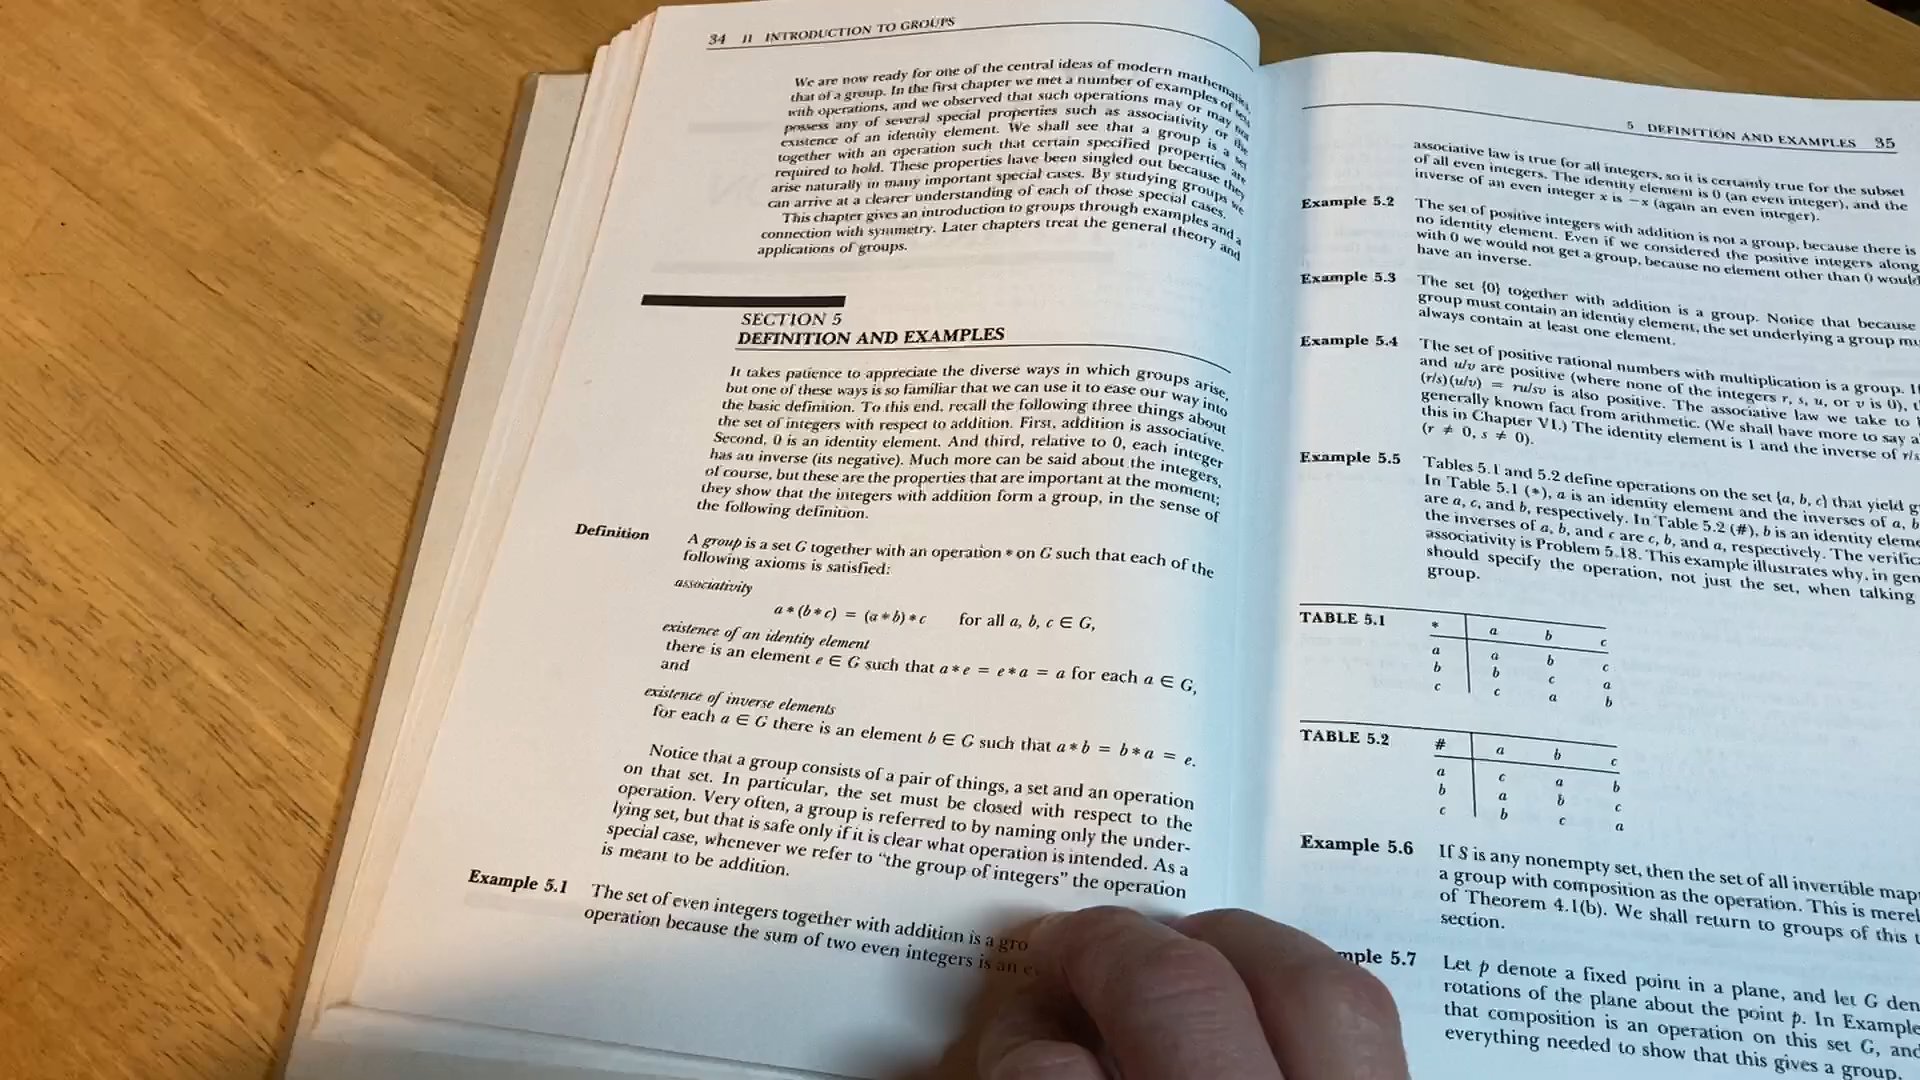 34 II INTRODUCTION TO GROUPS
We are now ready for one of the central ideas of modern
that of a group. In the first chapter we met a number of examples of sets
with operations, and we observed that such operations may or may not
possess any of several special properties such as associativity or the
existence of an identity element. We shall see that a group is a set
together with an operation such that certain specified properties are
required to hold. These properties have been singled out because they
arise naturally in many important special cases. By studying groups we
can arrive at a clearer understanding of each of those special cases.
This chapter gives an introduction to groups through examples and a
connection with symmetry. Later chapters treat the general theory and
applications of groups.
SECTION 5
DEFINITION AND EXAMPLES
It takes patience to appreciate the diverse ways in which groups arise,
but one of these ways is so familiar that we can use it to ease our way into
the basic definition. To this end, recall the following three things about
the set of integers with respect to addition. First, addition is associative.
Second, 0 is an identity element. And third, relative to 0, each integer
has an inverse (its negative). Much more can be said about the integers,
of course, but these are the properties that are important at the moment;
they show that the integers with addition form a group, in the sense of
the following definition.
Definition A group is a set G together with an operation * on G such that each of the
following axioms is satisfied:
associativity
a * (b * c) = (a * b) * c for all a, b, c ∈ G,
existence of an identity element
there is an element e ∈ G such that a * e = e * a = a for each a ∈ G,
and
existence of inverse elements
for each a ∈ G there is an element b ∈ G such that a * b = b * a = e.
Notice that a group consists of a pair of things, a set and an operation
on that set. In particular, the set must be closed with respect to the
operation. Very often, a group is referred to by naming only the under-
lying set, but that is safe only if it is clear what operation is intended. As a
special case, whenever we refer to "the group of integers" the operation
is meant to be addition.
Example 5.1 The set of even integers together with addition is a gro
operation because the sum of two even integers is an
5 DEFINITION AND EXAMPLES 35
associative law is true for all integers, so it is certainly true for the subset
of all even integers. The identity element is 0 (an even integer), and the
inverse of an even integer x is −x (again an even integer).
Example 5.2 The set of positive integers with addition is not a group, because there is
no identity element. Even if we considered the positive integers along
with 0 we would not get a group, because no element other than 0 would
have an inverse.
Example 5.3 The set {0} together with addition is a group. Notice that because
group must contain an identity element, the set underlying a group mu
always contain at least one element.
Example 5.4 The set of positive rational numbers with multiplication is a group. If
and u/v are positive (where none of the integers r, s, u, or v is 0), t
(r/s)(u/v) = ru/sv is also positive. The associative law we take to
generally known fact from arithmetic. (We shall have more to say a
this in Chapter VI.) The identity element is 1 and the inverse of r/s
(r ≠ 0, s ≠ 0).
Example 5.5 Tables 5.1 and 5.2 define operations on the set {a, b, c} that yield g
In Table 5.1 (*), a is an identity element and the inverses of a, b
are a, c, and b, respectively. In Table 5.2 (#), b is an identity eleme
the inverses of a, b, and c are c, b, and a, respectively. The verific
associativity is Problem 5.18. This example illustrates why, in gen
should specify the operation, not just the set, when talking
group.
TABLE 5.1 * a b c
a a b c
b b c a
c c a b
TABLE 5.2 # a b c
a c a b
b a b c
c b c a
Example 5.6 If S is any nonempty set, then the set of all invertible map
a group with composition as the operation. This is merel
of Theorem 4.1(b). We shall return to groups of this t
section.
mple 5.7 Let p denote a fixed point in a plane, and let G den
rotations of the plane about the point p. In Example
that composition is an operation on this set G, and
everything needed to show that this gives a group.